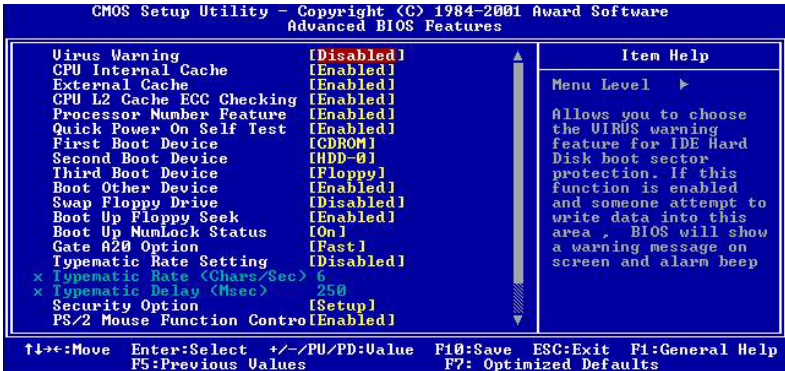 CMOS Setup Utility - Copyright (C) 1984-2001 Award Software
Advanced BIOS Features
Virus Warning [Disabled]
CPU Internal Cache [Enabled]
External Cache [Enabled]
CPU L2 Cache ECC Checking [Enabled]
Processor Number Feature [Enabled]
Quick Power On Self Test [Enabled]
First Boot Device [CDROM]
Second Boot Device [HDD-0]
Third Boot Device [Floppy]
Boot Other Device [Enabled]
Swap Floppy Drive [Disabled]
Boot Up Floppy Seek [Enabled]
Boot Up NumLock Status [On]
Gate A20 Option [Fast]
Typematic Rate Setting [Disabled]
x Typematic Rate (Chars/Sec) 6
x Typematic Delay (Msec) 250
Security Option [Setup]
PS/2 Mouse Function Contro[Enabled]
Item Help
Menu Level ►
Allows you to choose
the VIRUS warning
feature for IDE Hard
Disk boot sector
protection. If this
function is enabled
and someone attempt to
write data into this
area , BIOS will show
a warning message on
screen and alarm beep
↑↓→←:Move Enter:Select +/-/PU/PD:Value F10:Save ESC:Exit F1:General Help
F5:Previous Values F7: Optimized Defaults